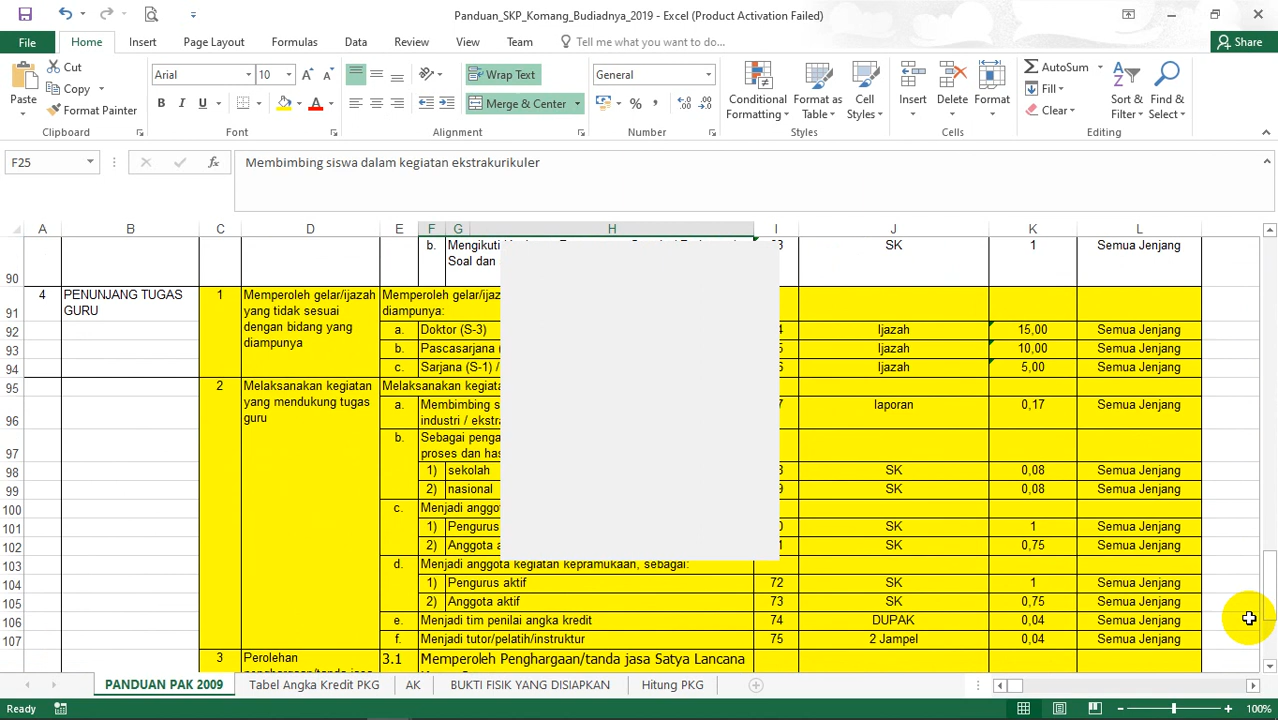 Panduan_SKP_Komang_Budiadnya_2019 - Excel (Product Activation Failed)
File Home Insert Page Layout Formulas Data Review View Team Tell me what you want to do... Share
Paste Cut Copy Format Painter Clipboard
Arial 10 Font
Wrap Text Merge & Center Alignment
General Number
Conditional Formatting Format as Table Cell Styles Styles
Insert Delete Format Cells
AutoSum Fill Clear Sort & Filter Find & Select Editing
F25 Membimbing siswa dalam kegiatan ekstrakurikuler
A B C D E F G H I J K L
90 b. Mengikuti 3 SK 1 Semua Jenjang
Soal dan
91 4 PENUNJANG TUGAS GURU 1 Memperoleh gelar/ijazah yang tidak sesuai dengan bidang yang diampunya Memperoleh gelar/ijaz
diampunya:
92 a. Doktor (S-3) 4 Ijazah 15,00 Semua Jenjang
93 b. Pascasarjana 5 Ijazah 10,00 Semua Jenjang
94 c. Sarjana (S-1) / 6 Ijazah 5,00 Semua Jenjang
95 2 Melaksanakan kegiatan yang mendukung tugas guru Melaksanakan kegiata
96 a. Membimbing s 7 laporan 0,17 Semua Jenjang
industri / ekstr
97 b. Sebagai penga
proses dan has
98 1) sekolah 8 SK 0,08 Semua Jenjang
99 2) nasional 9 SK 0,08 Semua Jenjang
100 c. Menjadi anggo
101 1) Pengurus 0 SK 1 Semua Jenjang
102 2) Anggota a 1 SK 0,75 Semua Jenjang
103 d. Menjadi anggota kegiatan kepramukaan, sebagai:
104 1) Pengurus aktif 72 SK 1 Semua Jenjang
105 2) Anggota aktif 73 SK 0,75 Semua Jenjang
106 e. Menjadi tim penilai angka kredit 74 DUPAK 0,04 Semua Jenjang
107 f. Menjadi tutor/pelatih/instruktur 75 2 Jampel 0,04 Semua Jenjang
3 Perolehan 3.1 Memperoleh Penghargaan/tanda jasa Satya Lancana
PANDUAN PAK 2009 Tabel Angka Kredit PKG AK BUKTI FISIK YANG DISIAPKAN Hitung PKG
Ready 100%